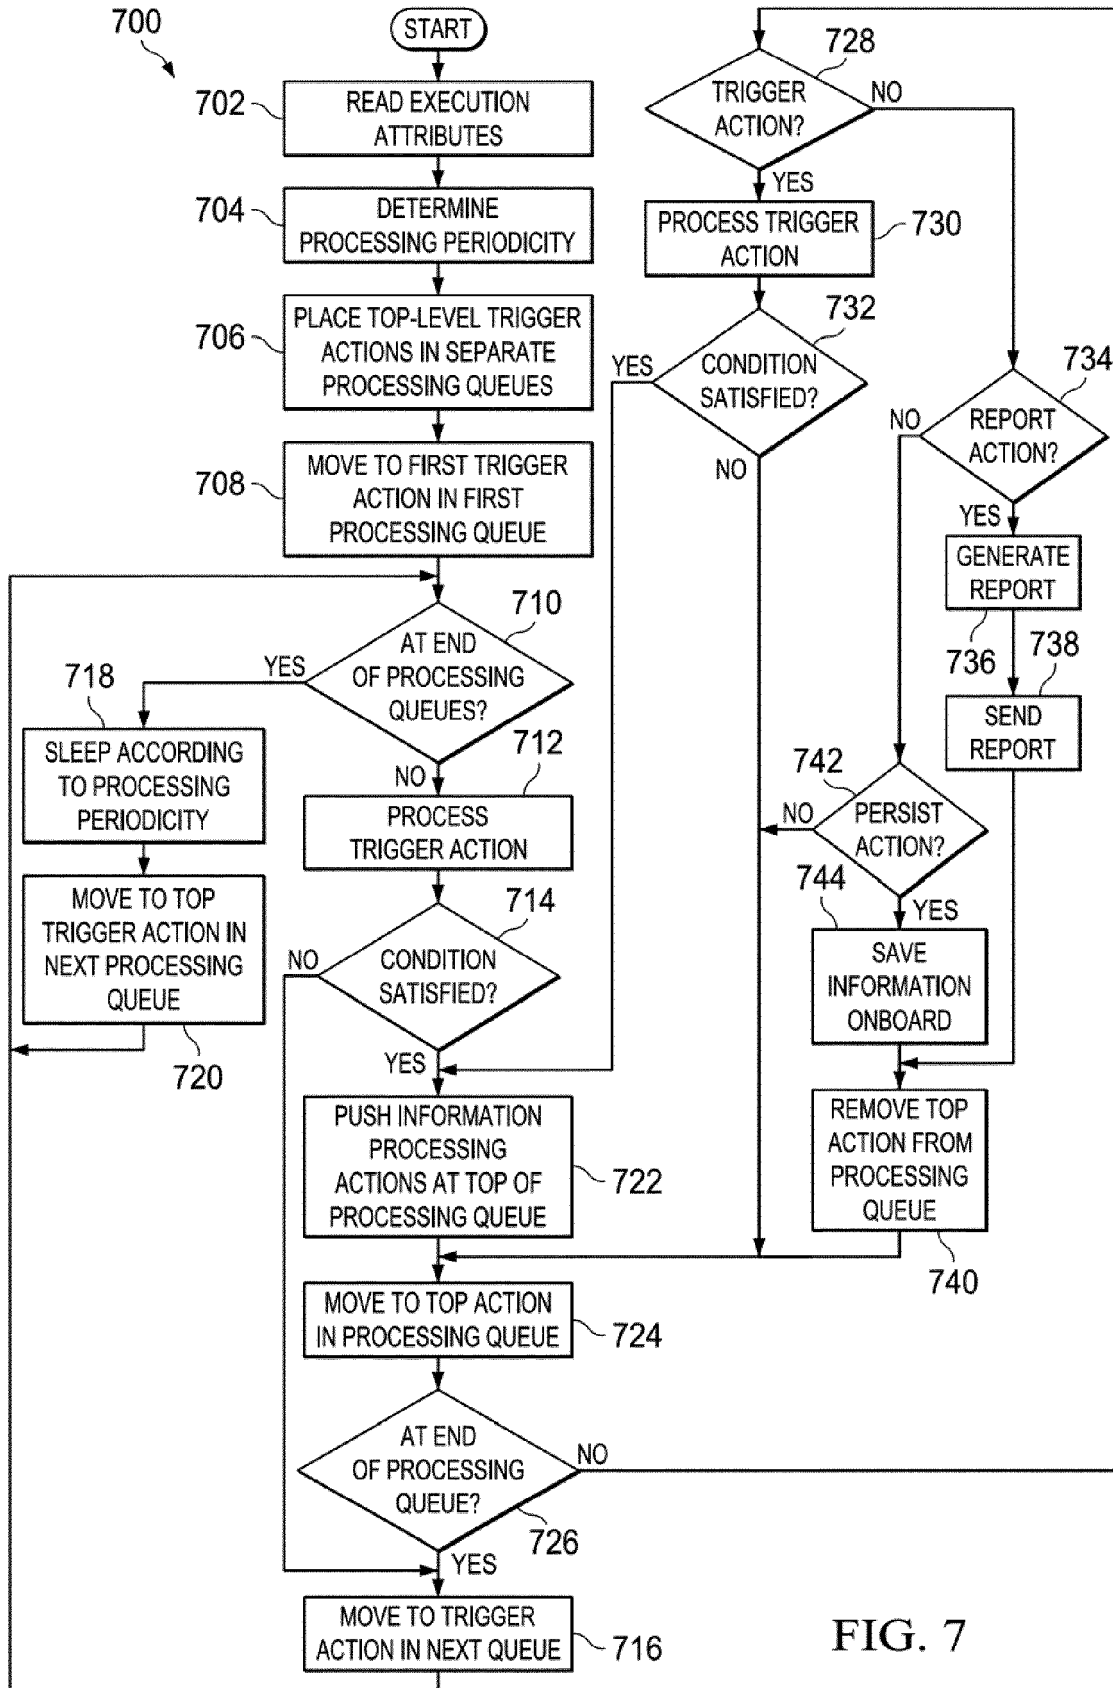 700
START
702
READ EXECUTION
ATTRIBUTES
704
DETERMINE
PROCESSING PERIODICITY
706
PLACE TOP-LEVEL TRIGGER
ACTIONS IN SEPARATE
PROCESSING QUEUES
708
MOVE TO FIRST TRIGGER
ACTION IN FIRST
PROCESSING QUEUE
710
AT END
OF PROCESSING
QUEUES?
YES
NO
718
SLEEP ACCORDING
TO PROCESSING
PERIODICITY
MOVE TO TOP
TRIGGER ACTION IN
NEXT PROCESSING
QUEUE
720
712
PROCESS
TRIGGER ACTION
714
CONDITION
SATISFIED?
NO
YES
PUSH INFORMATION
PROCESSING
ACTIONS AT TOP OF
PROCESSING QUEUE
722
MOVE TO TOP ACTION
IN PROCESSING QUEUE
724
AT END
OF PROCESSING
QUEUE?
NO
726
YES
MOVE TO TRIGGER
ACTION IN NEXT QUEUE
716
728
TRIGGER
ACTION?
NO
YES
PROCESS TRIGGER
ACTION
730
732
CONDITION
SATISFIED?
YES
NO
734
REPORT
ACTION?
NO
YES
GENERATE
REPORT
736
738
SEND
REPORT
742
PERSIST
ACTION?
NO
YES
744
SAVE
INFORMATION
ONBOARD
REMOVE TOP
ACTION FROM
PROCESSING
QUEUE
740
FIG. 7